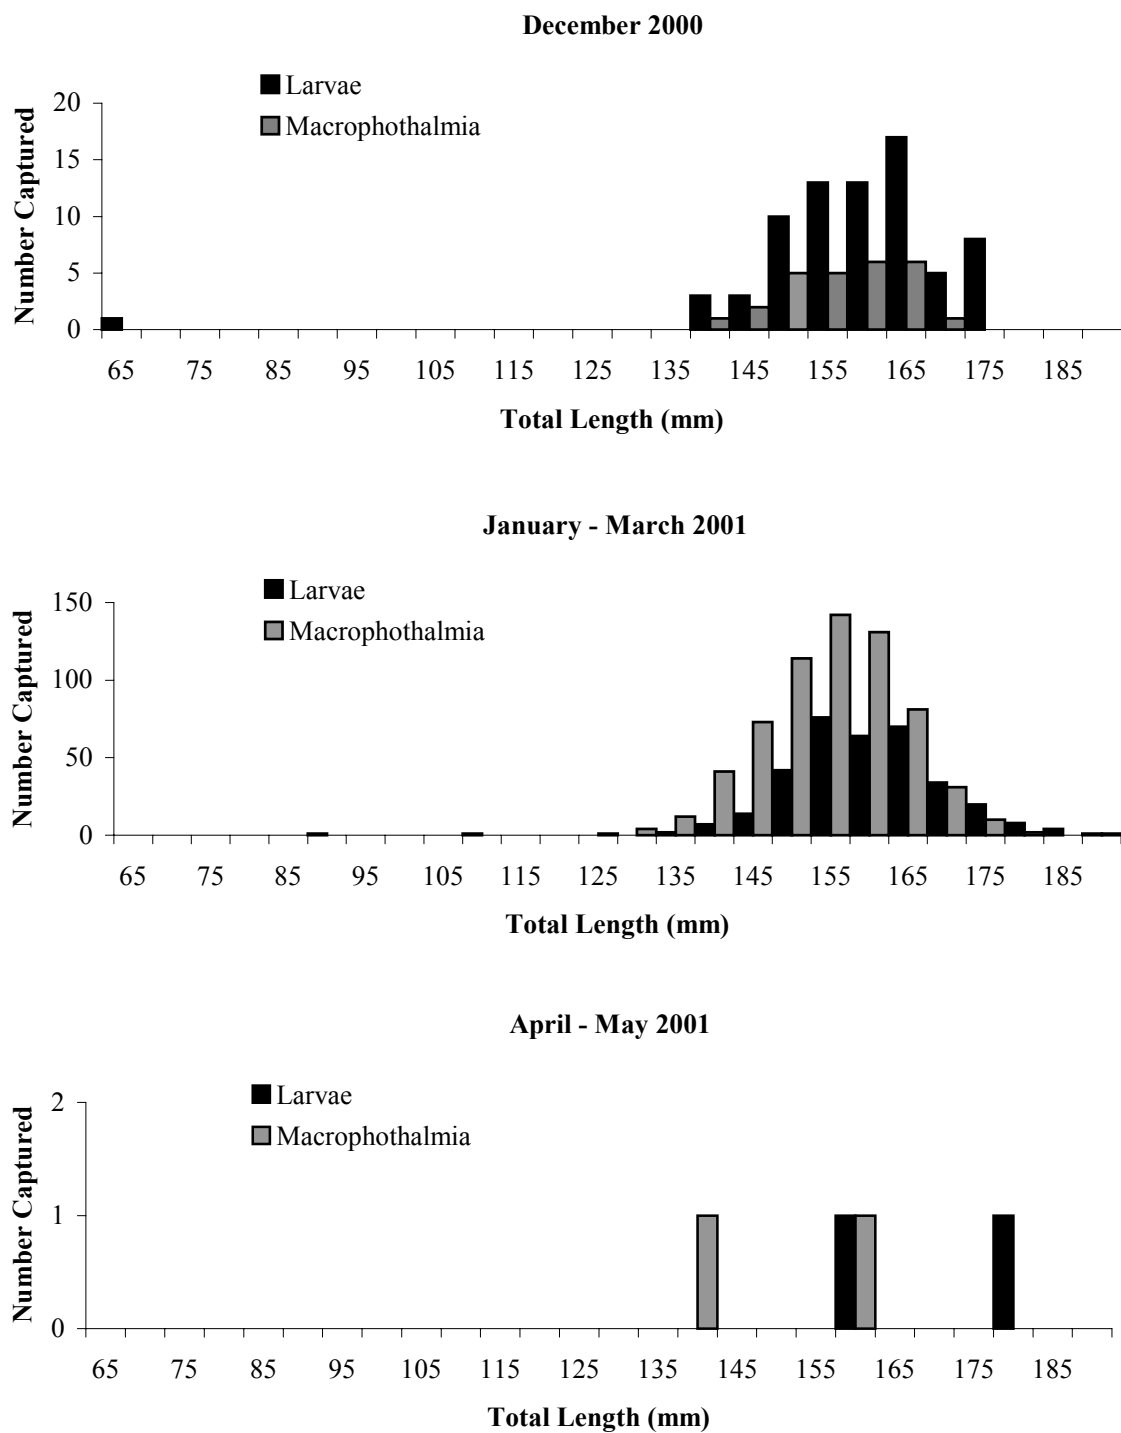 December 2000
Larvae
Macrophothalmia
Number Captured
20
15
10
5
0
65 75 85 95 105 115 125 135 145 155 165 175 185
Total Length (mm)
January - March 2001
Larvae
Macrophothalmia
Number Captured
150
100
50
0
65 75 85 95 105 115 125 135 145 155 165 175 185
Total Length (mm)
April - May 2001
Larvae
Macrophothalmia
Number Captured
2
1
0
65 75 85 95 105 115 125 135 145 155 165 175 185
Total Length (mm)